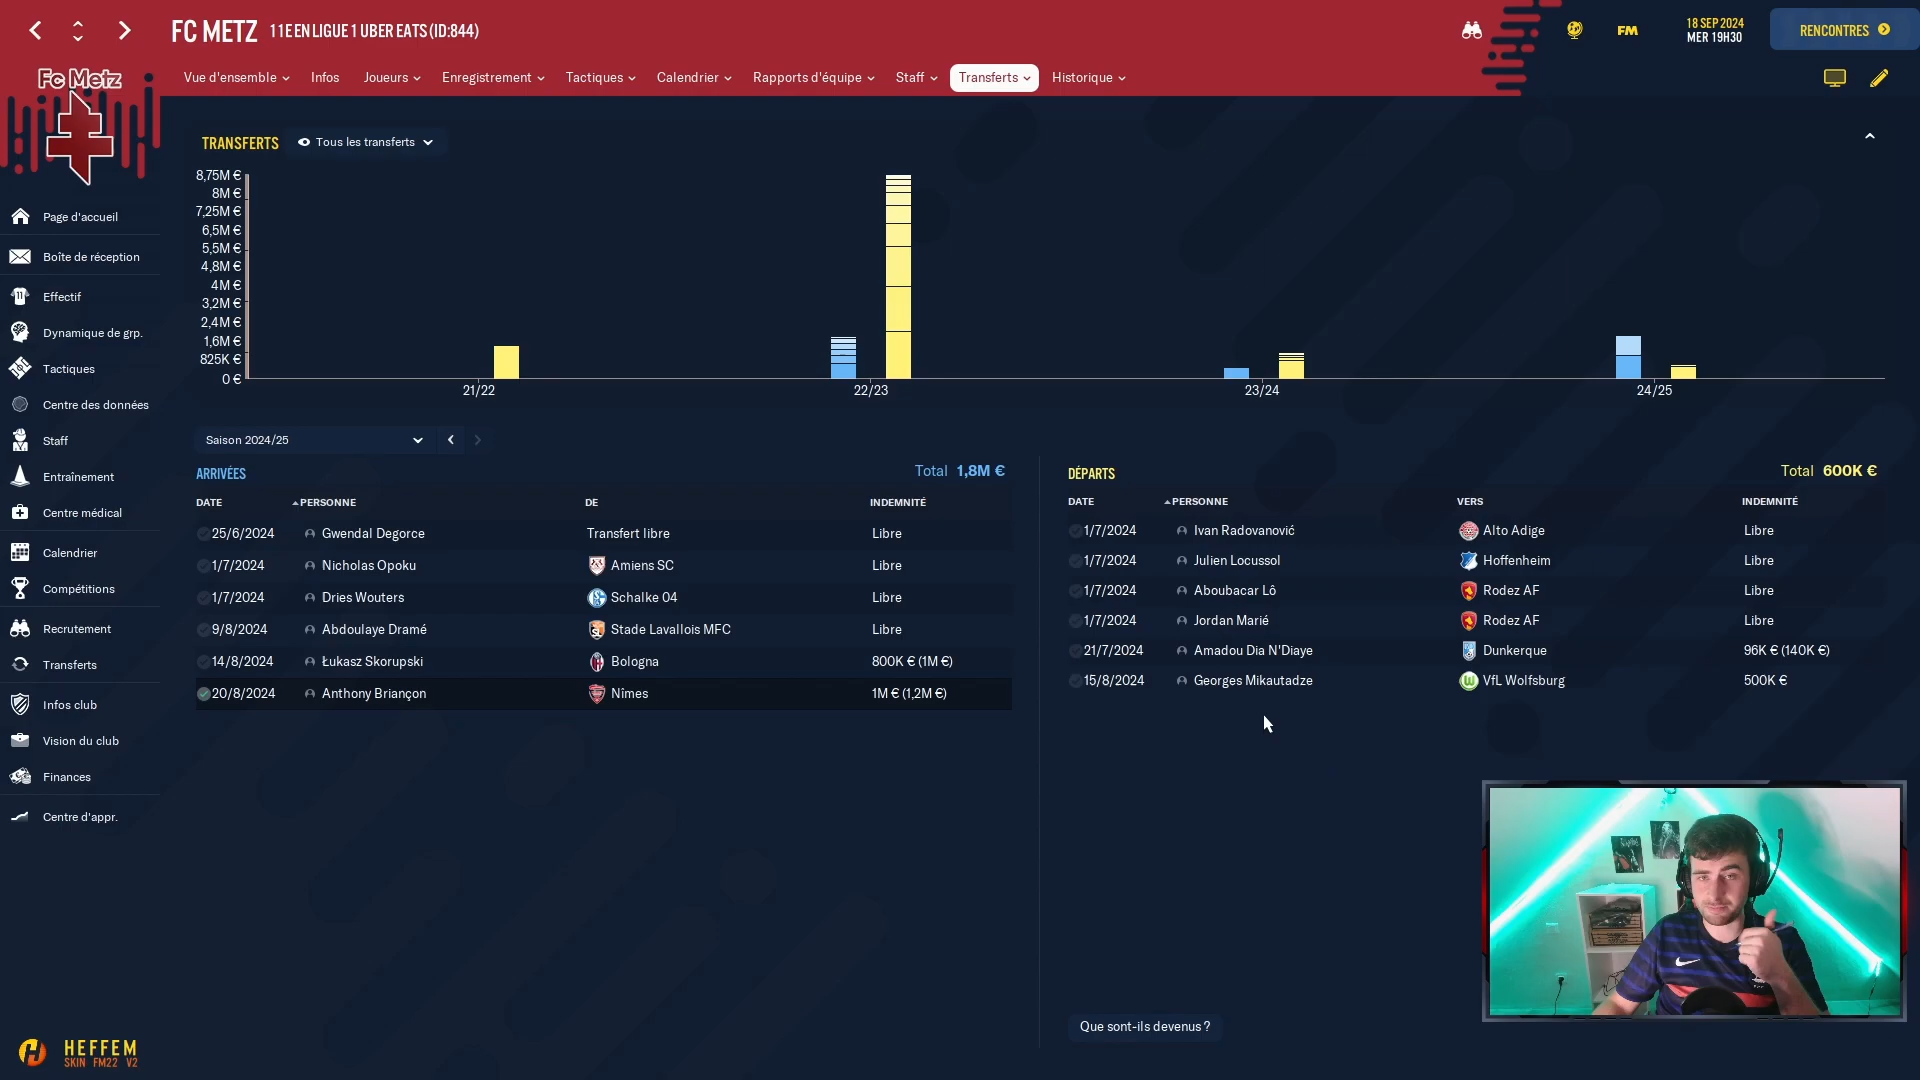 FC METZ 11E EN LIGUE 1 UBER EATS (ID:844)
FM
18 SEP 2024
MER 19H30
RENCONTRES
Fc Metz
Vue d'ensemble Infos Joueurs Enregistrement Tactiques Calendrier Rapports d'équipe Staff Transferts Historique
Page d'accueil
Boîte de réception
Effectif
Dynamique de grp.
Tactiques
Centre des données
Staff
Entraînement
Centre médical
Calendrier
Compétitions
Recrutement
Transferts
Infos club
Vision du club
Finances
Centre d'appr.
HEFFEM
SKIN FM22 V2
TRANSFERTS Tous les transferts
8,75M €
8M €
7,25M €
6,5M €
5,5M €
4,8M €
4M €
3,2M €
2,4M €
1,6M €
825K €
0 €
21/22 22/23 23/24 24/25
Saison 2024/25
ARRIVÉES Total 1,8M €
DATE PERSONNE DE INDEMNITÉ
25/6/2024 Gwendal Degorce Transfert libre Libre
1/7/2024 Nicholas Opoku Amiens SC Libre
1/7/2024 Dries Wouters Schalke 04 Libre
9/8/2024 Abdoulaye Dramé Stade Lavallois MFC Libre
14/8/2024 Łukasz Skorupski Bologna 800K € (1M €)
20/8/2024 Anthony Briançon Nîmes 1M € (1,2M €)
DÉPARTS Total 600K €
DATE PERSONNE VERS INDEMNITÉ
1/7/2024 Ivan Radovanović Alto Adige Libre
1/7/2024 Julien Locussol Hoffenheim Libre
1/7/2024 Aboubacar Lô Rodez AF Libre
1/7/2024 Jordan Marié Rodez AF Libre
21/7/2024 Amadou Dia N'Diaye Dunkerque 96K € (140K €)
15/8/2024 Georges Mikautadze VfL Wolfsburg 500K €
Que sont-ils devenus ?